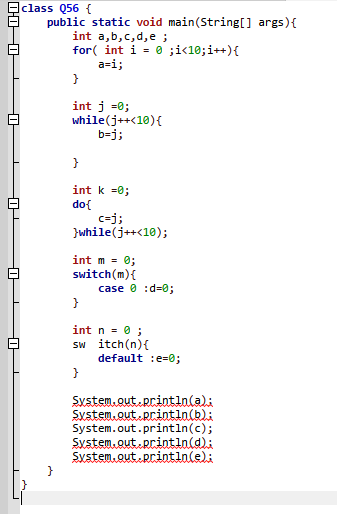 class Q56 {
public static void main(String[] args){
int a,b,c,d,e ;
for( int i = 0 ;i<10;i++){
a=i;
}
int j =0;
while(j++<10){
b=j;
}
int k =0;
do{
c=j;
}while(j++<10);
int m = 0;
switch(m){
case 0 :d=0;
}
int n = 0 ;
sw  itch(n){
default :e=0;
}
System.out.println(a);
System.out.println(b);
System.out.println(c);
System.out.println(d);
System.out.println(e);
}
}